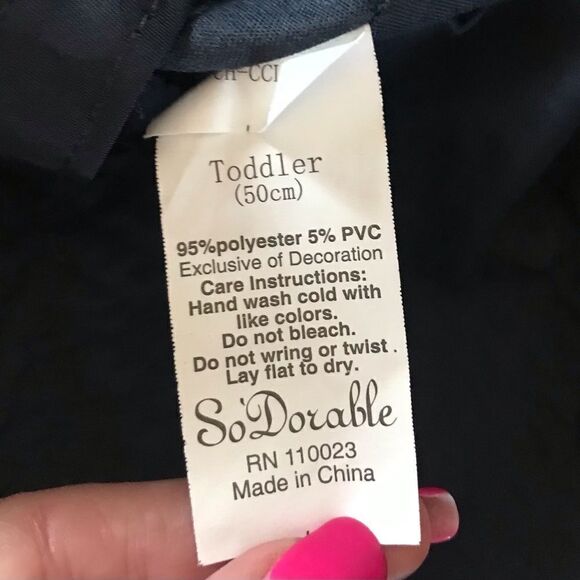 Toddler
(50cm)
95%polyester 5% PVC
Exclusive of Decoration
Care Instructions:
Hand wash cold with
like colors.
Do not bleach.
Do not wring or twist .
Lay flat to dry.
So'Dorable
RN 110023
Made in China